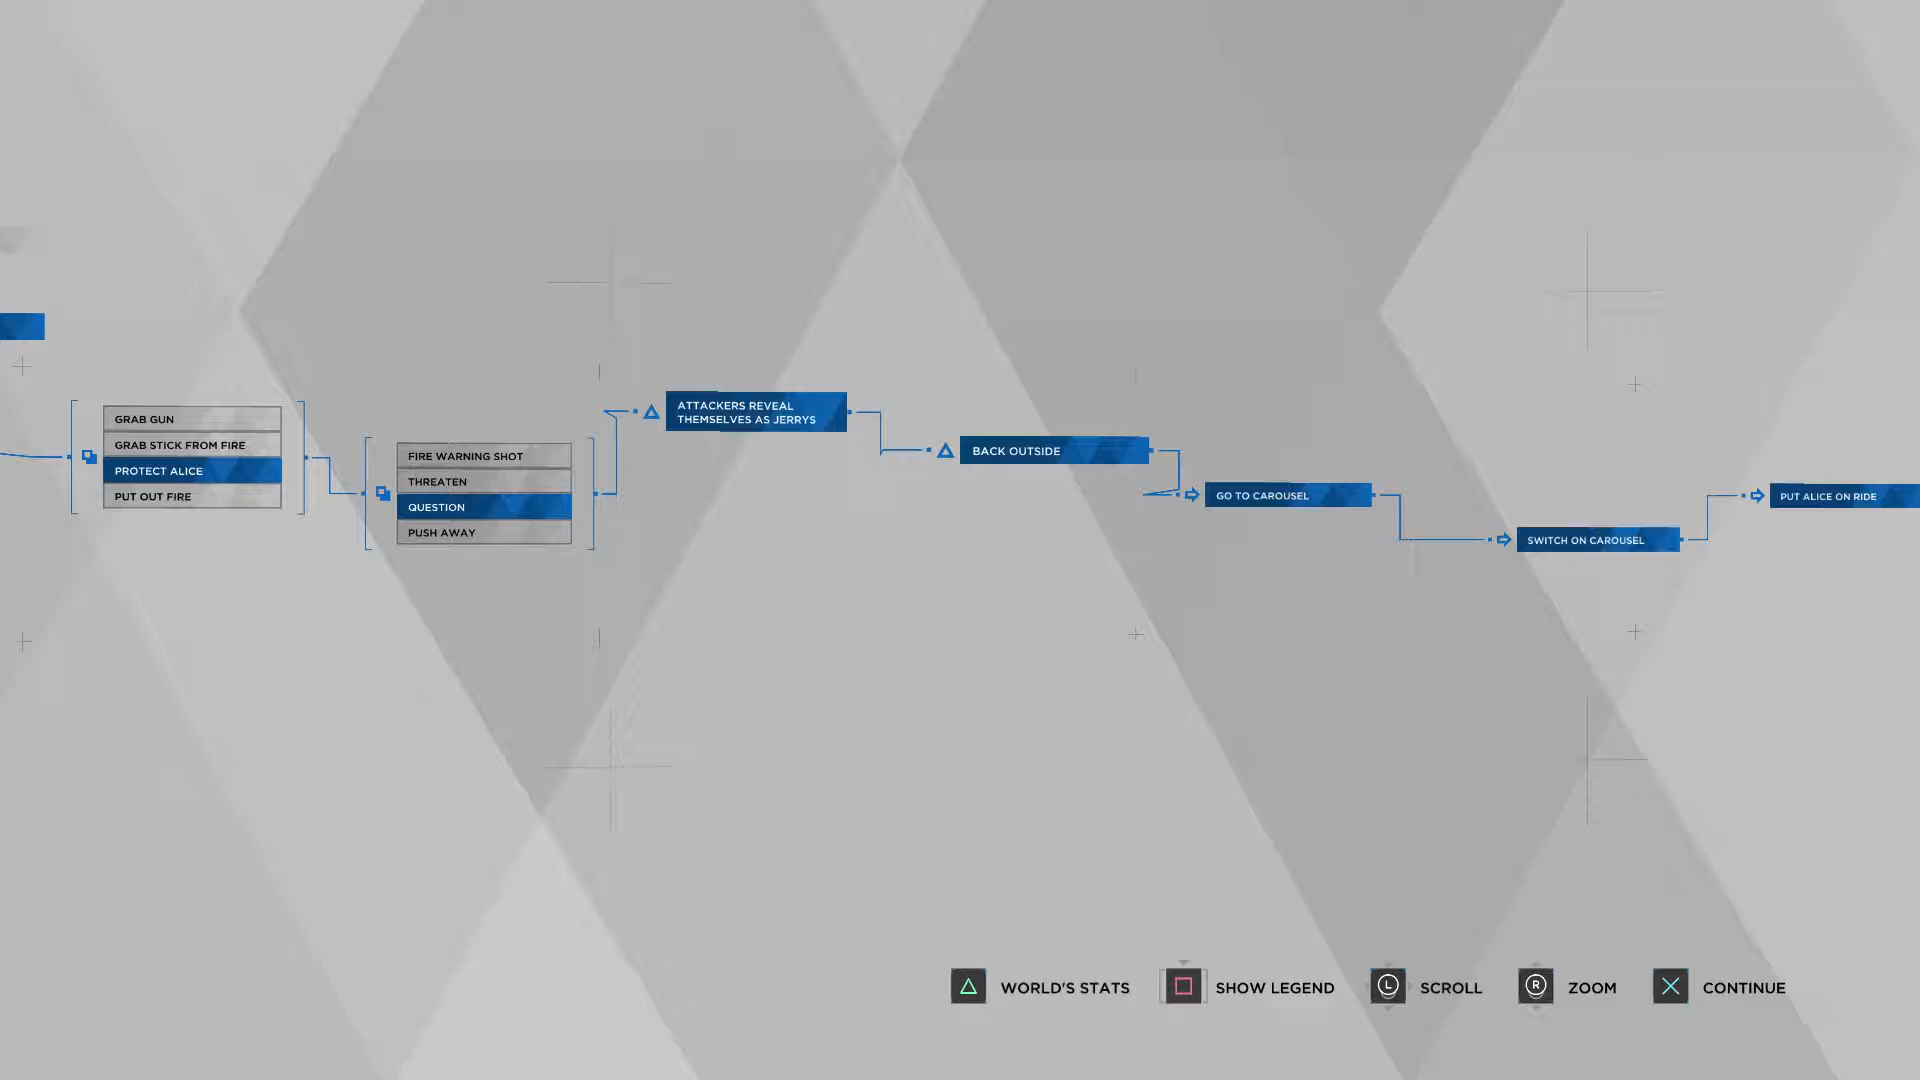 GRAB GUN
GRAB STICK FROM FIRE
PROTECT ALICE
PUT OUT FIRE
FIRE WARNING SHOT
THREATEN
QUESTION
PUSH AWAY
ATTACKERS REVEAL
THEMSELVES AS JERRYS
BACK OUTSIDE
GO TO CAROUSEL
SWITCH ON CAROUSEL
PUT ALICE ON RIDE
WORLD'S STATS
SHOW LEGEND
L
SCROLL
R
ZOOM
CONTINUE